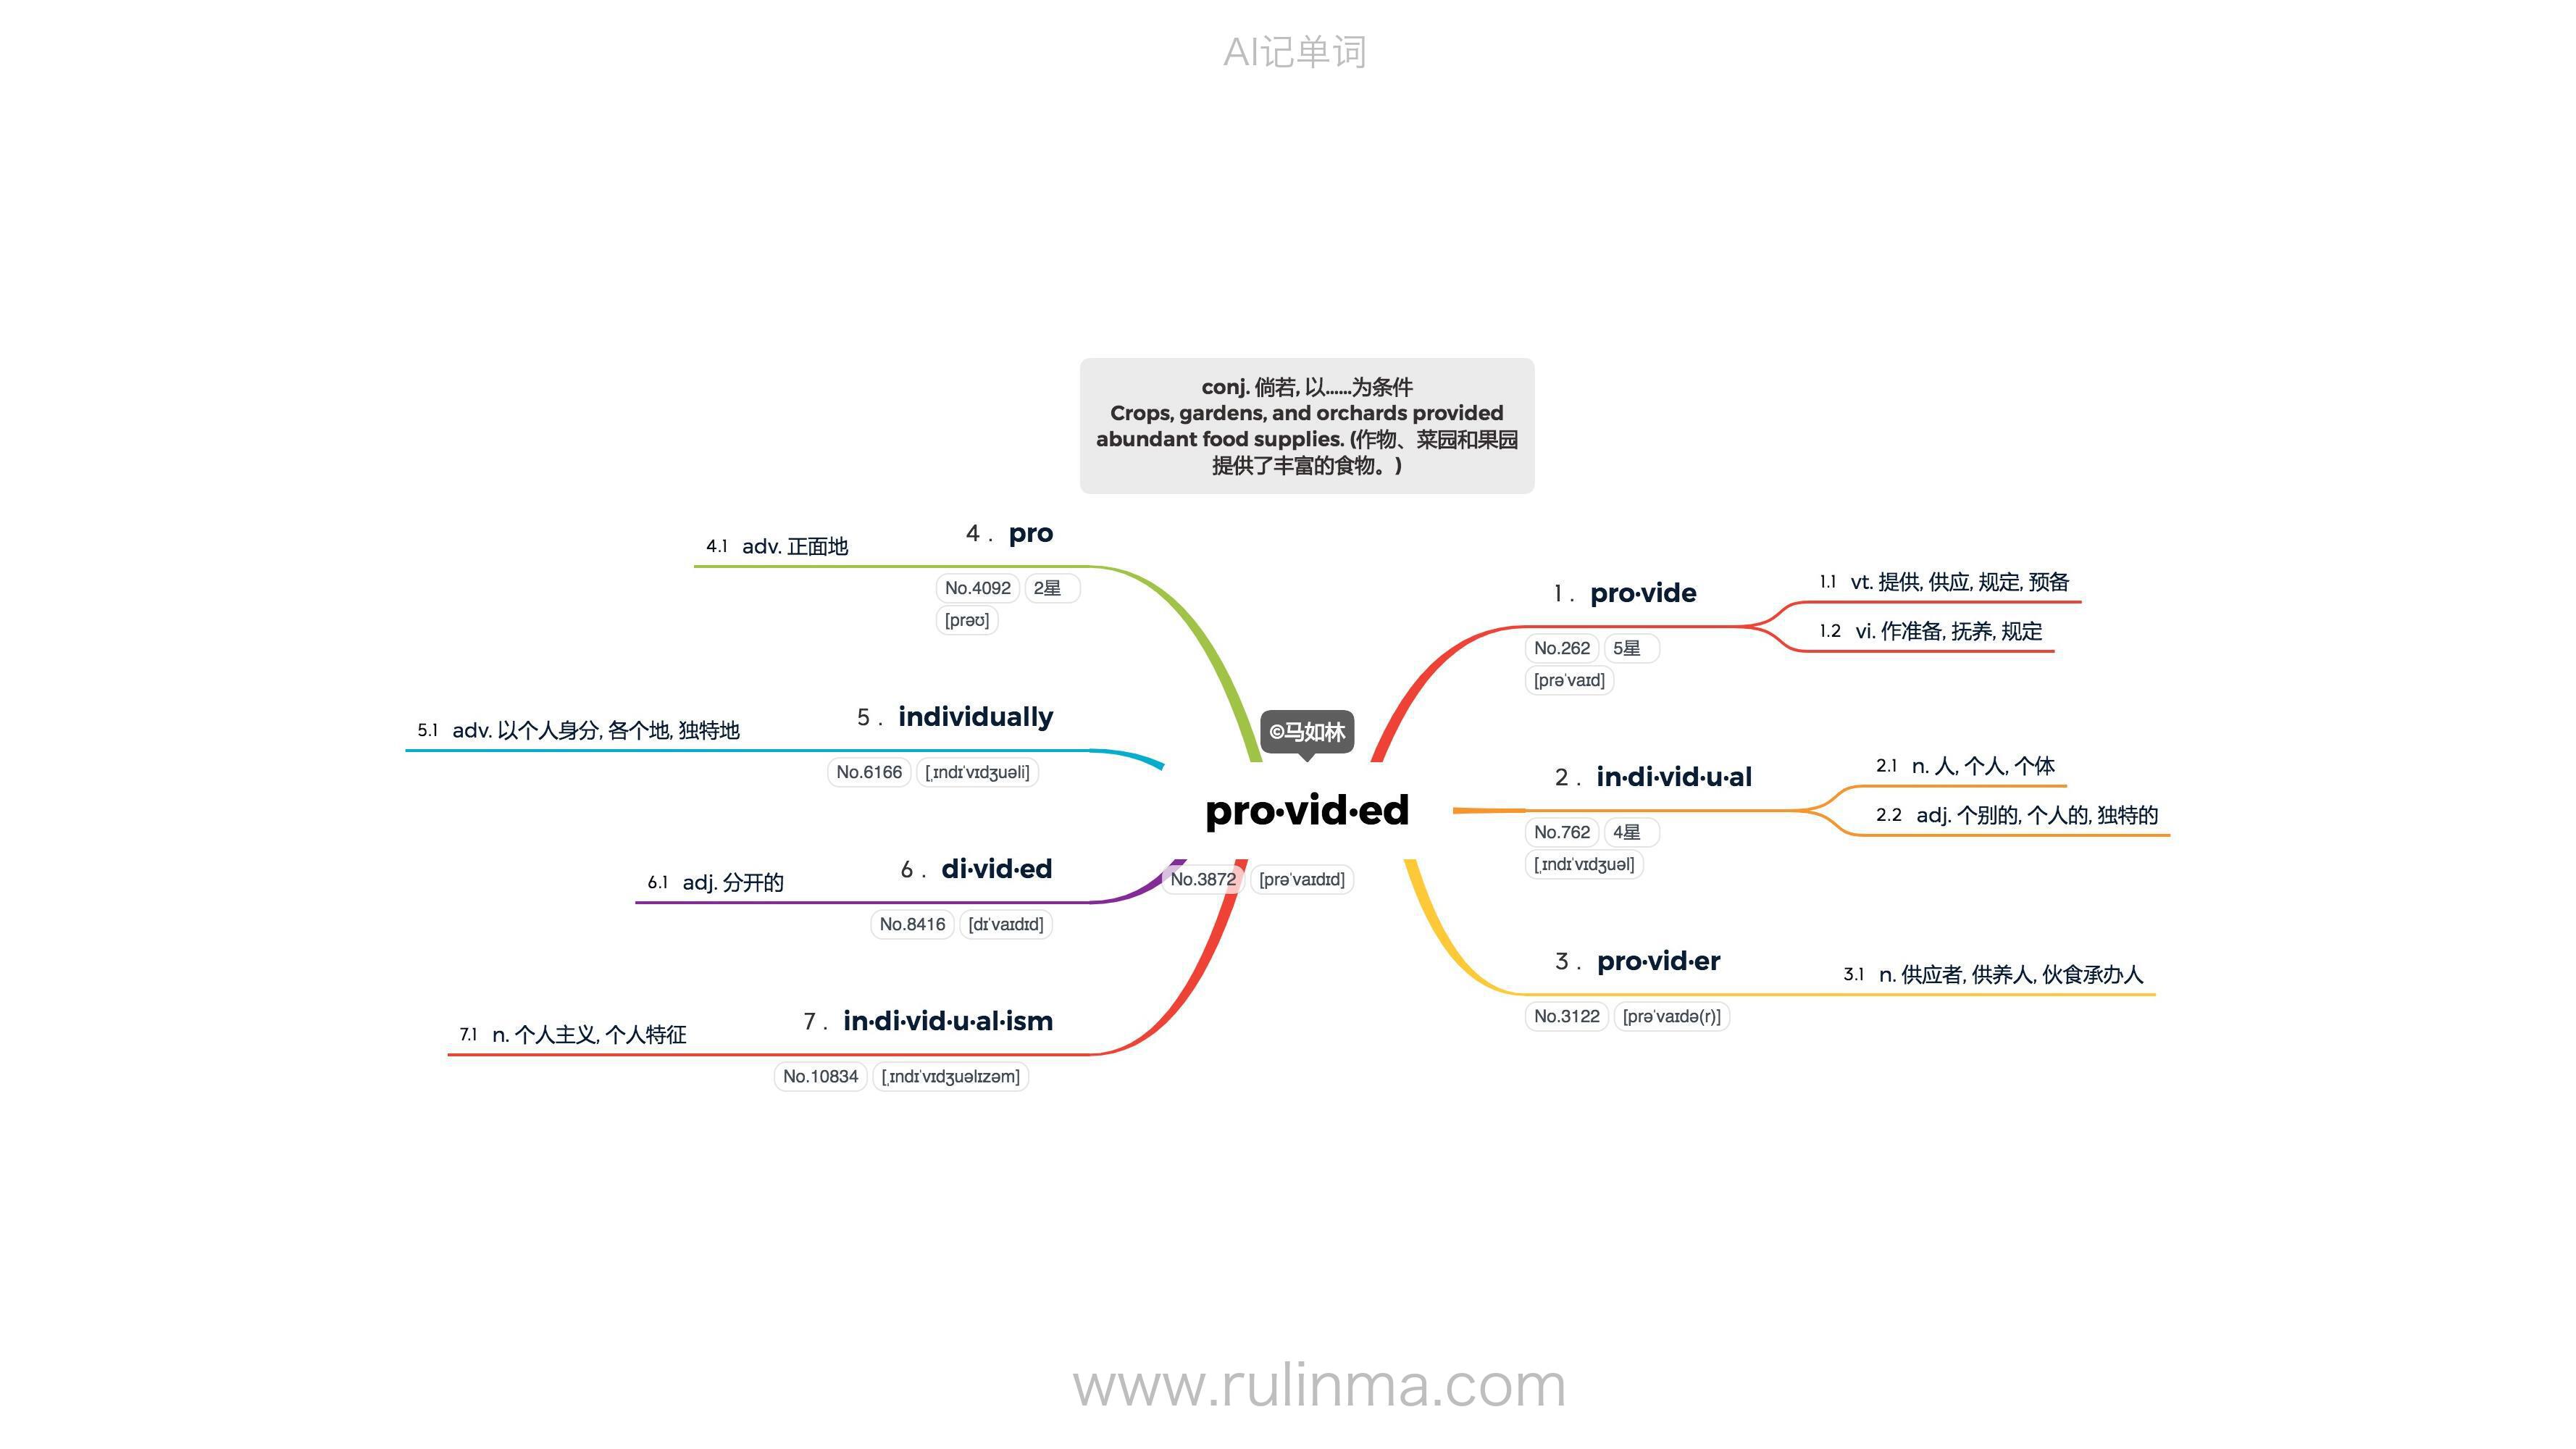 AI记单词
conj. 倘若, 以......为条件
Crops, gardens, and orchards provided
abundant food supplies. (作物、菜园和果园
提供了丰富的食物。)
©马如林
pro·vid·ed
No.3872 [prəˈvaɪdɪd]
1 . pro·vide
No.262 5星
[prəˈvaɪd]
1.1 vt. 提供, 供应, 规定, 预备
1.2 vi. 作准备, 抚养, 规定
2 . in·di·vid·u·al
No.762 4星
[ˌɪndɪˈvɪdʒuəl]
2.1 n. 人, 个人, 个体
2.2 adj. 个别的, 个人的, 独特的
3 . pro·vid·er
No.3122 [prəˈvaɪdə(r)]
3.1 n. 供应者, 供养人, 伙食承办人
4 . pro
No.4092 2星
[prəʊ]
4.1 adv. 正面地
5 . individually
No.6166 [ˌɪndɪˈvɪdʒuəli]
5.1 adv. 以个人身分, 各个地, 独特地
6 . di·vid·ed
No.8416 [dɪˈvaɪdɪd]
6.1 adj. 分开的
7 . in·di·vid·u·al·ism
No.10834 [ˌɪndɪˈvɪdʒuəlɪzəm]
7.1 n. 个人主义, 个人特征
www.rulinma.com